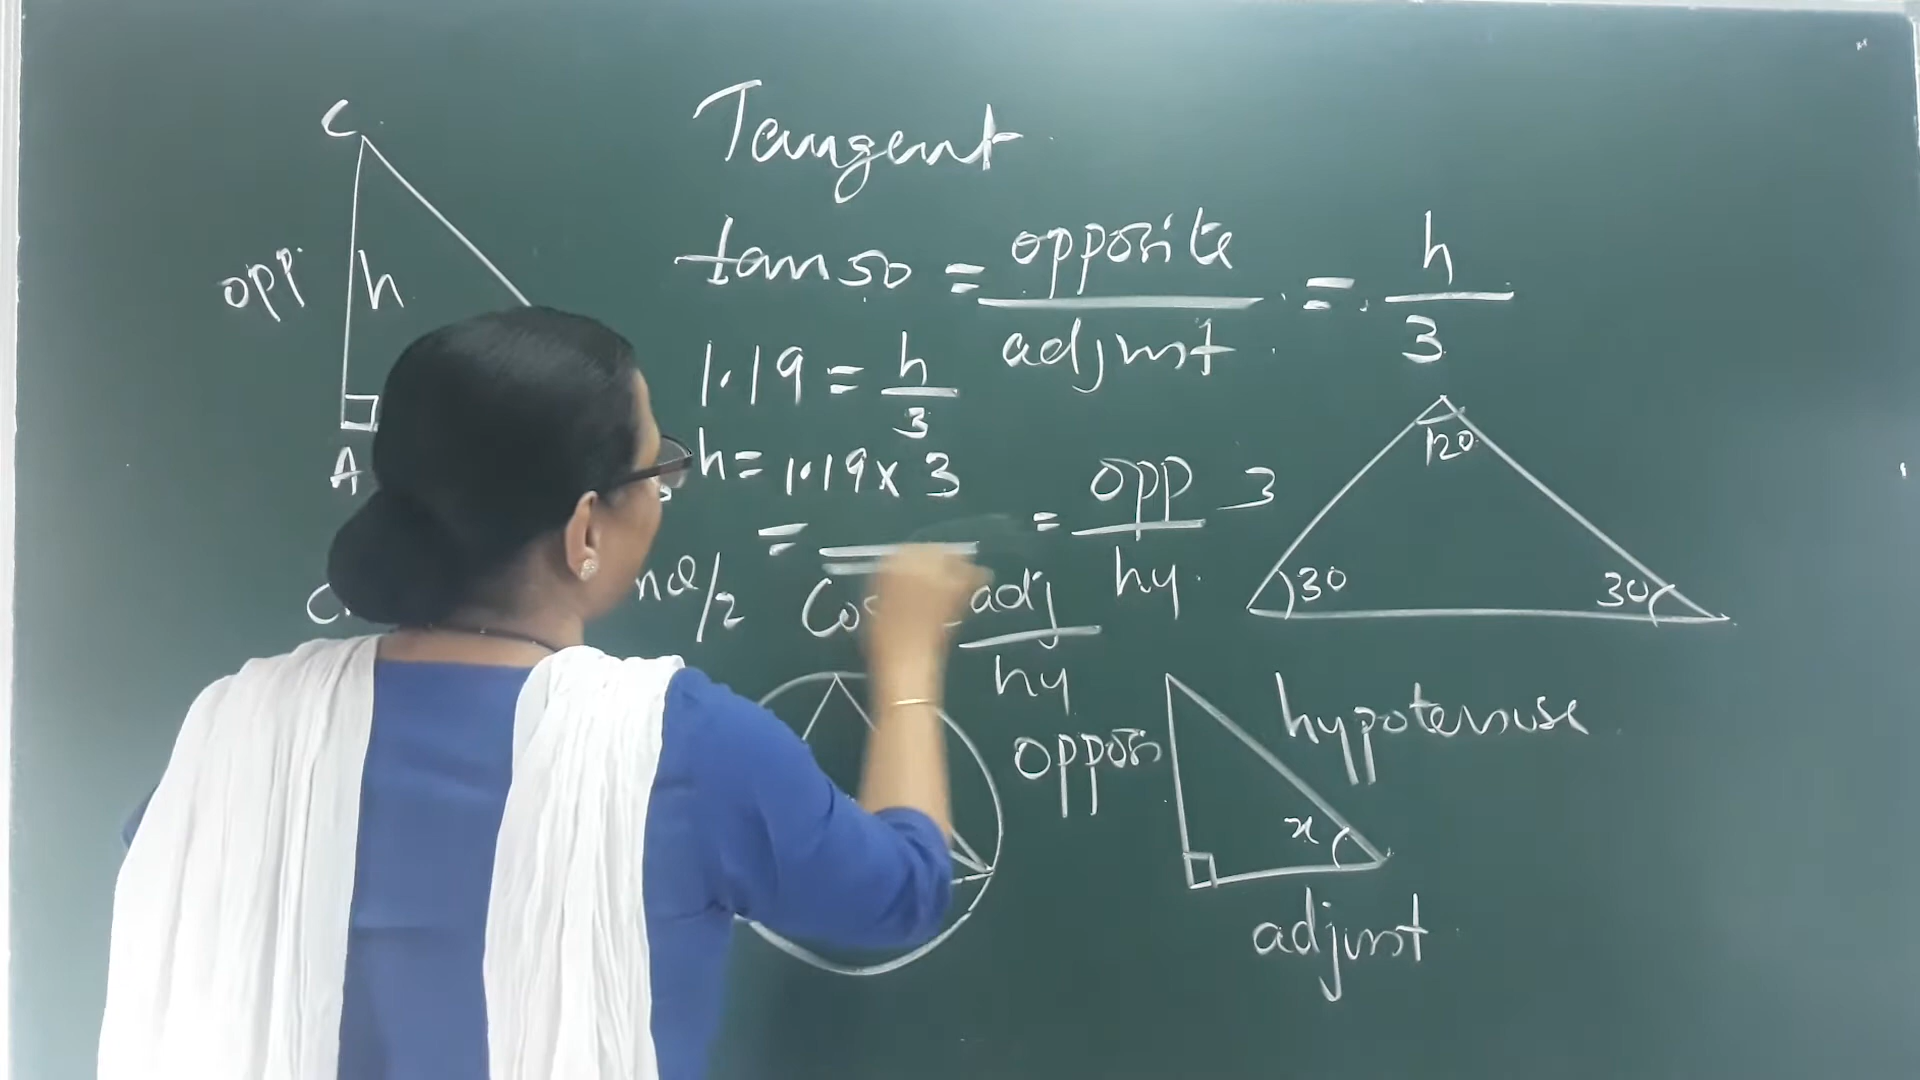 C
Tangent
opp h
tan 50 = opposite / adjust = h / 3
1.19 = h / 3
A
h = 1.19 x 3
= opp / hy 3
=
adj / hy
120
30 30
oppos
hypotenuse
x
adjust